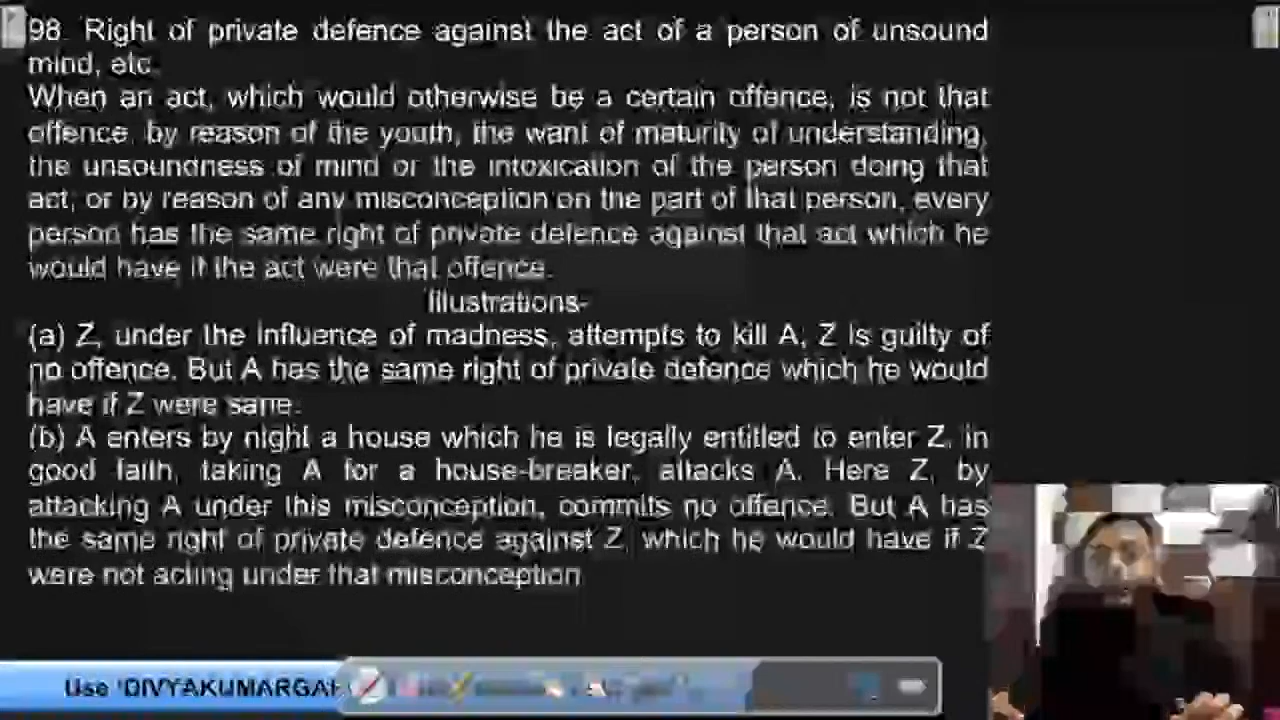 98. Right of private defence against the act of a person of unsound
mind, etc.
When an act, which would otherwise be a certain offence, is not that
offence, by reason of the youth, the want of maturity of understanding,
the unsoundness of mind or the intoxication of the person doing that
act, or by reason of any misconception on the part of that person, every
person has the same right of private defence against that act which he
would have if the act were that offence.
Illustrations-
(a) Z, under the influence of madness, attempts to kill A; Z is guilty of
no offence. But A has the same right of private defence which he would
have if Z were sane.
(b) A enters by night a house which he is legally entitled to enter Z, in
good faith, taking A for a house-breaker, attacks A. Here Z, by
attacking A under this misconception, commits no offence. But A has
the same right of private defence against Z, which he would have if Z
were not acting under that misconception
Use 'DIVYAKUMARGAR